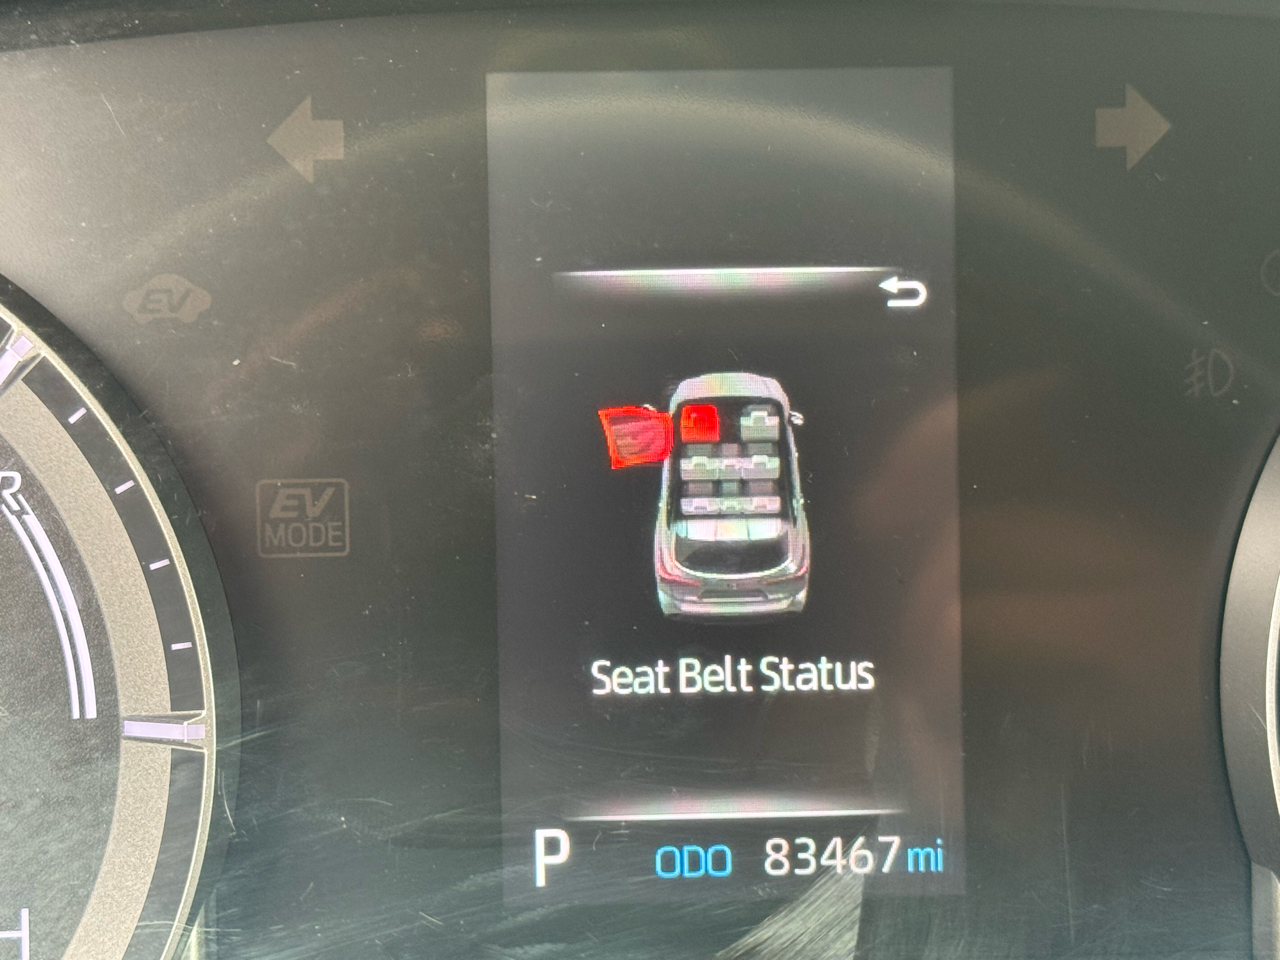 EV
EV
MODE
Seat Belt Status
P ODO 83467 mi